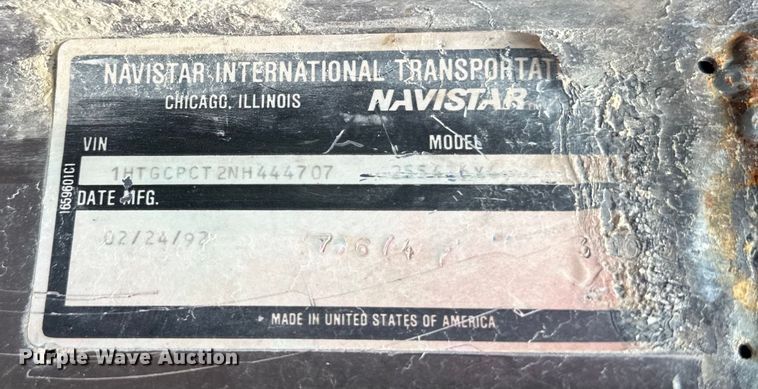 NAVISTAR INTERNATIONAL TRANSPORTAT
CHICAGO, ILLINOIS NAVISTAR
VIN MODEL
1HTGCPCT2NH444707
DATE MFG.
02/24/92
MADE IN UNITED STATES OF AMERICA
1659601C1
Purple Wave Auction